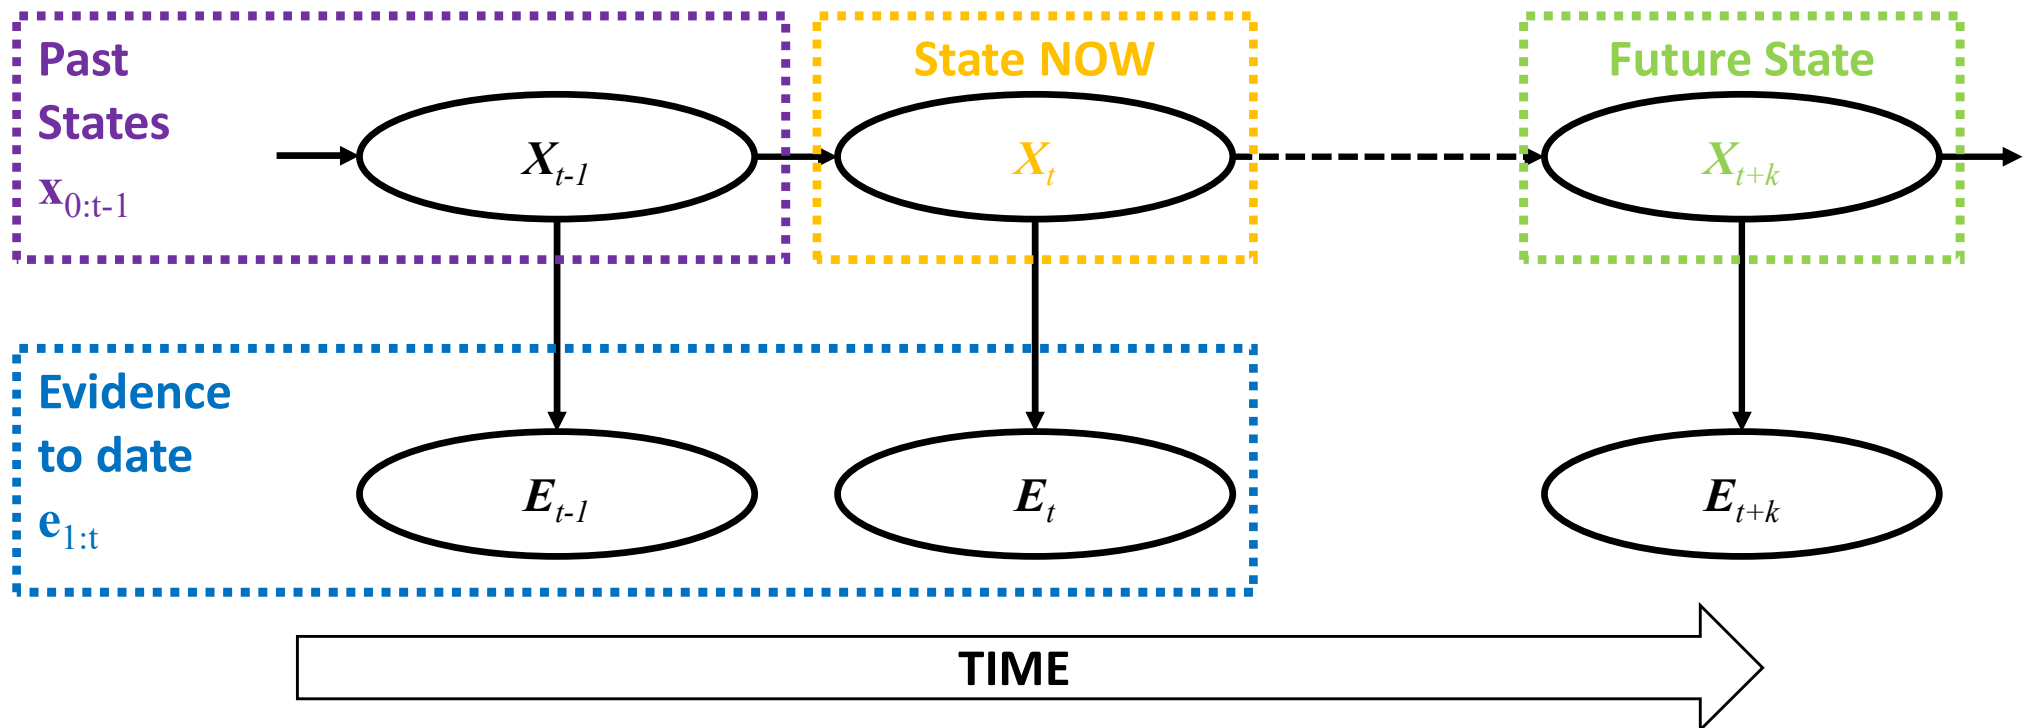 Past
States
x0:t-1
State NOW
Future State
Xt-1
Xt
Xt+k
Evidence
to date
e1:t
Et-1
Et
Et+k
TIME